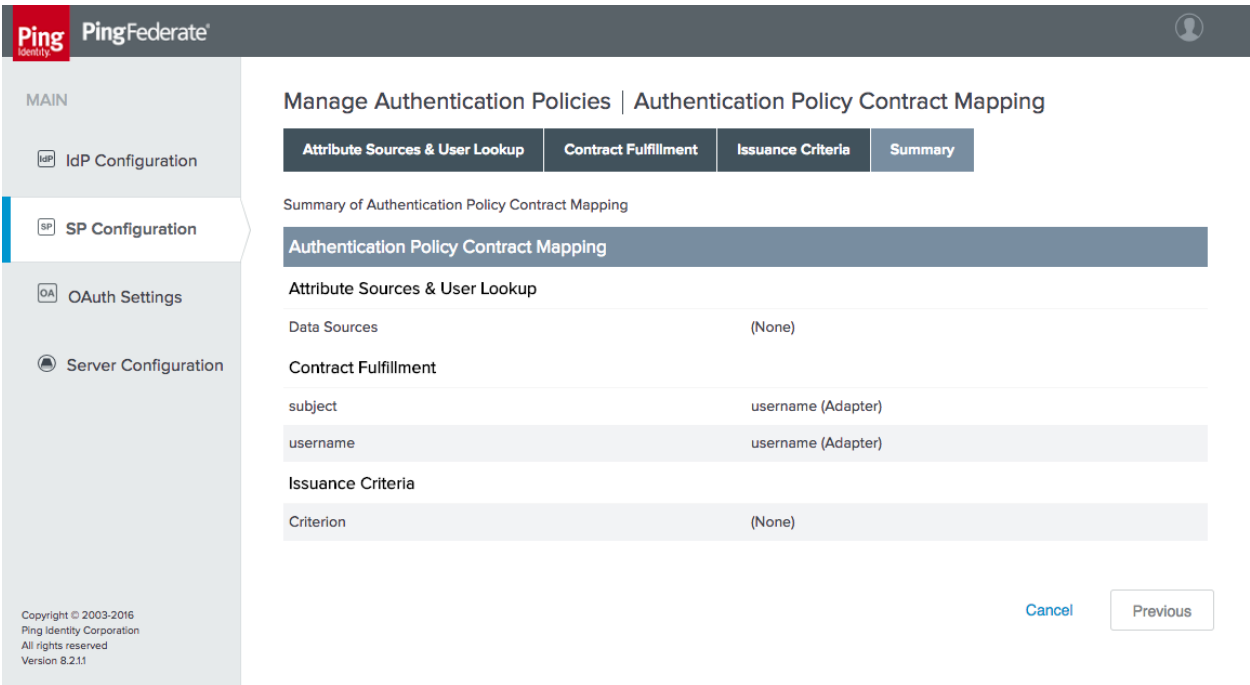 Ping
Identity
PingFederate®
MAIN
IdP IdP Configuration
SP SP Configuration
OA OAuth Settings
Server Configuration
Copyright © 2003-2016
Ping Identity Corporation
All rights reserved
Version 8.2.1.1
Manage Authentication Policies | Authentication Policy Contract Mapping
Attribute Sources & User Lookup Contract Fulfillment Issuance Criteria Summary
Summary of Authentication Policy Contract Mapping
Authentication Policy Contract Mapping
Attribute Sources & User Lookup
Data Sources (None)
Contract Fulfillment
subject username (Adapter)
username username (Adapter)
Issuance Criteria
Criterion (None)
Cancel Previous